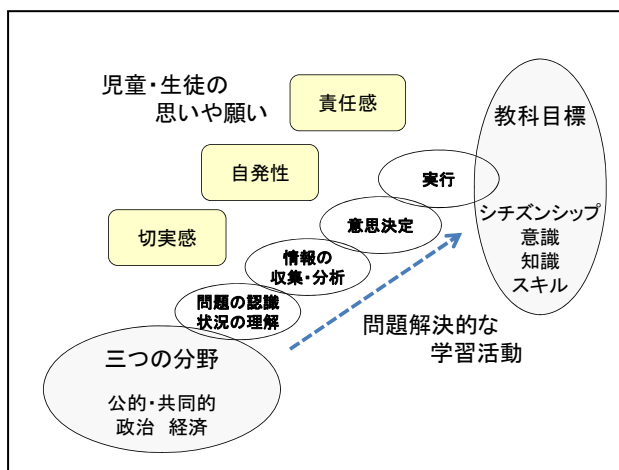 児童・生徒の
思いや願い
責任感
自発性
切実感
教科目標
シチズンシップ
意識
知識
スキル
実行
意思決定
情報の
収集・分析
問題の認識
状況の理解
問題解決的な
学習活動
三つの分野
公的・共同的
政治 経済